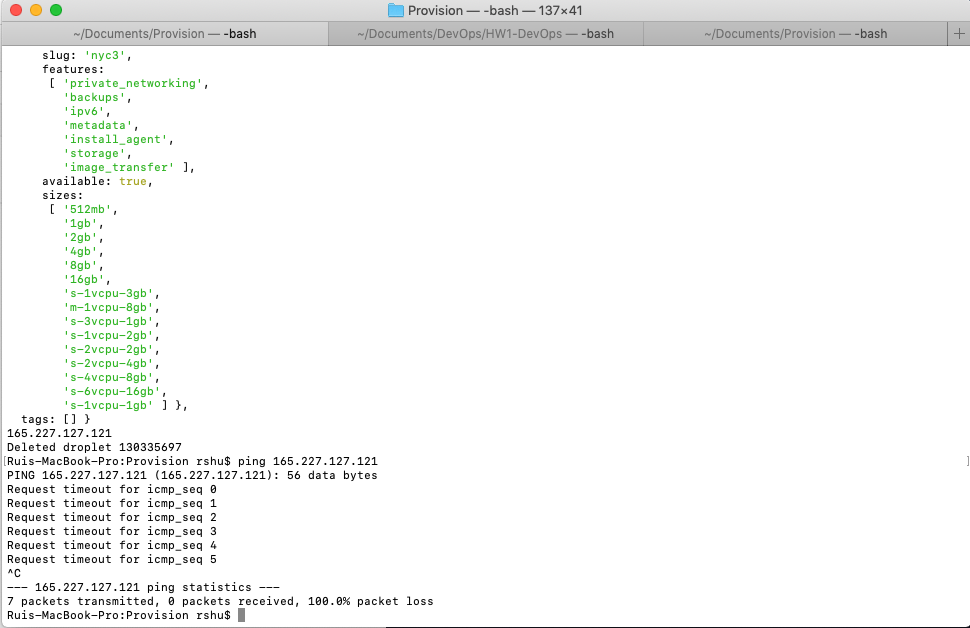 Provision — -bash — 137×41
~/Documents/Provision — -bash
~/Documents/DevOps/HW1-DevOps — -bash
~/Documents/Provision — -bash
+
slug: 'nyc3',
features:
[ 'private_networking',
'backups',
'ipv6',
'metadata',
'install_agent',
'storage',
'image_transfer' ],
available: true,
sizes:
[ '512mb',
'1gb',
'2gb',
'4gb',
'8gb',
'16gb',
's-1vcpu-3gb',
'm-1vcpu-8gb',
's-3vcpu-1gb',
's-1vcpu-2gb',
's-2vcpu-2gb',
's-2vcpu-4gb',
's-4vcpu-8gb',
's-6vcpu-16gb',
's-1vcpu-1gb' ] },
tags: [] }
165.227.127.121
Deleted droplet 130335697
[Ruis-MacBook-Pro:Provision rshu$ ping 165.227.127.121 ]
PING 165.227.127.121 (165.227.127.121): 56 data bytes
Request timeout for icmp_seq 0
Request timeout for icmp_seq 1
Request timeout for icmp_seq 2
Request timeout for icmp_seq 3
Request timeout for icmp_seq 4
Request timeout for icmp_seq 5
^C
--- 165.227.127.121 ping statistics ---
7 packets transmitted, 0 packets received, 100.0% packet loss
Ruis-MacBook-Pro:Provision rshu$